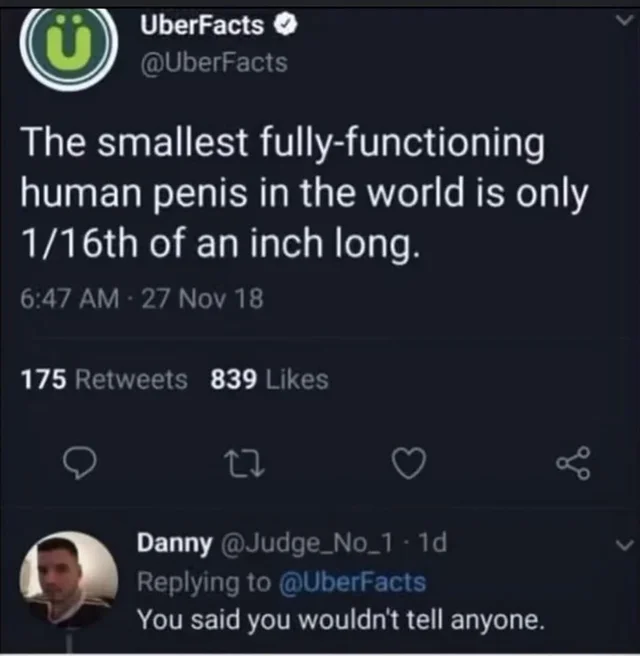 Ü
UberFacts
@UberFacts
The smallest fully-functioning
human penis in the world is only
1/16th of an inch long.
6:47 AM · 27 Nov 18
175 Retweets 839 Likes
Danny @Judge_No_1 · 1d
Replying to @UberFacts
You said you wouldn't tell anyone.